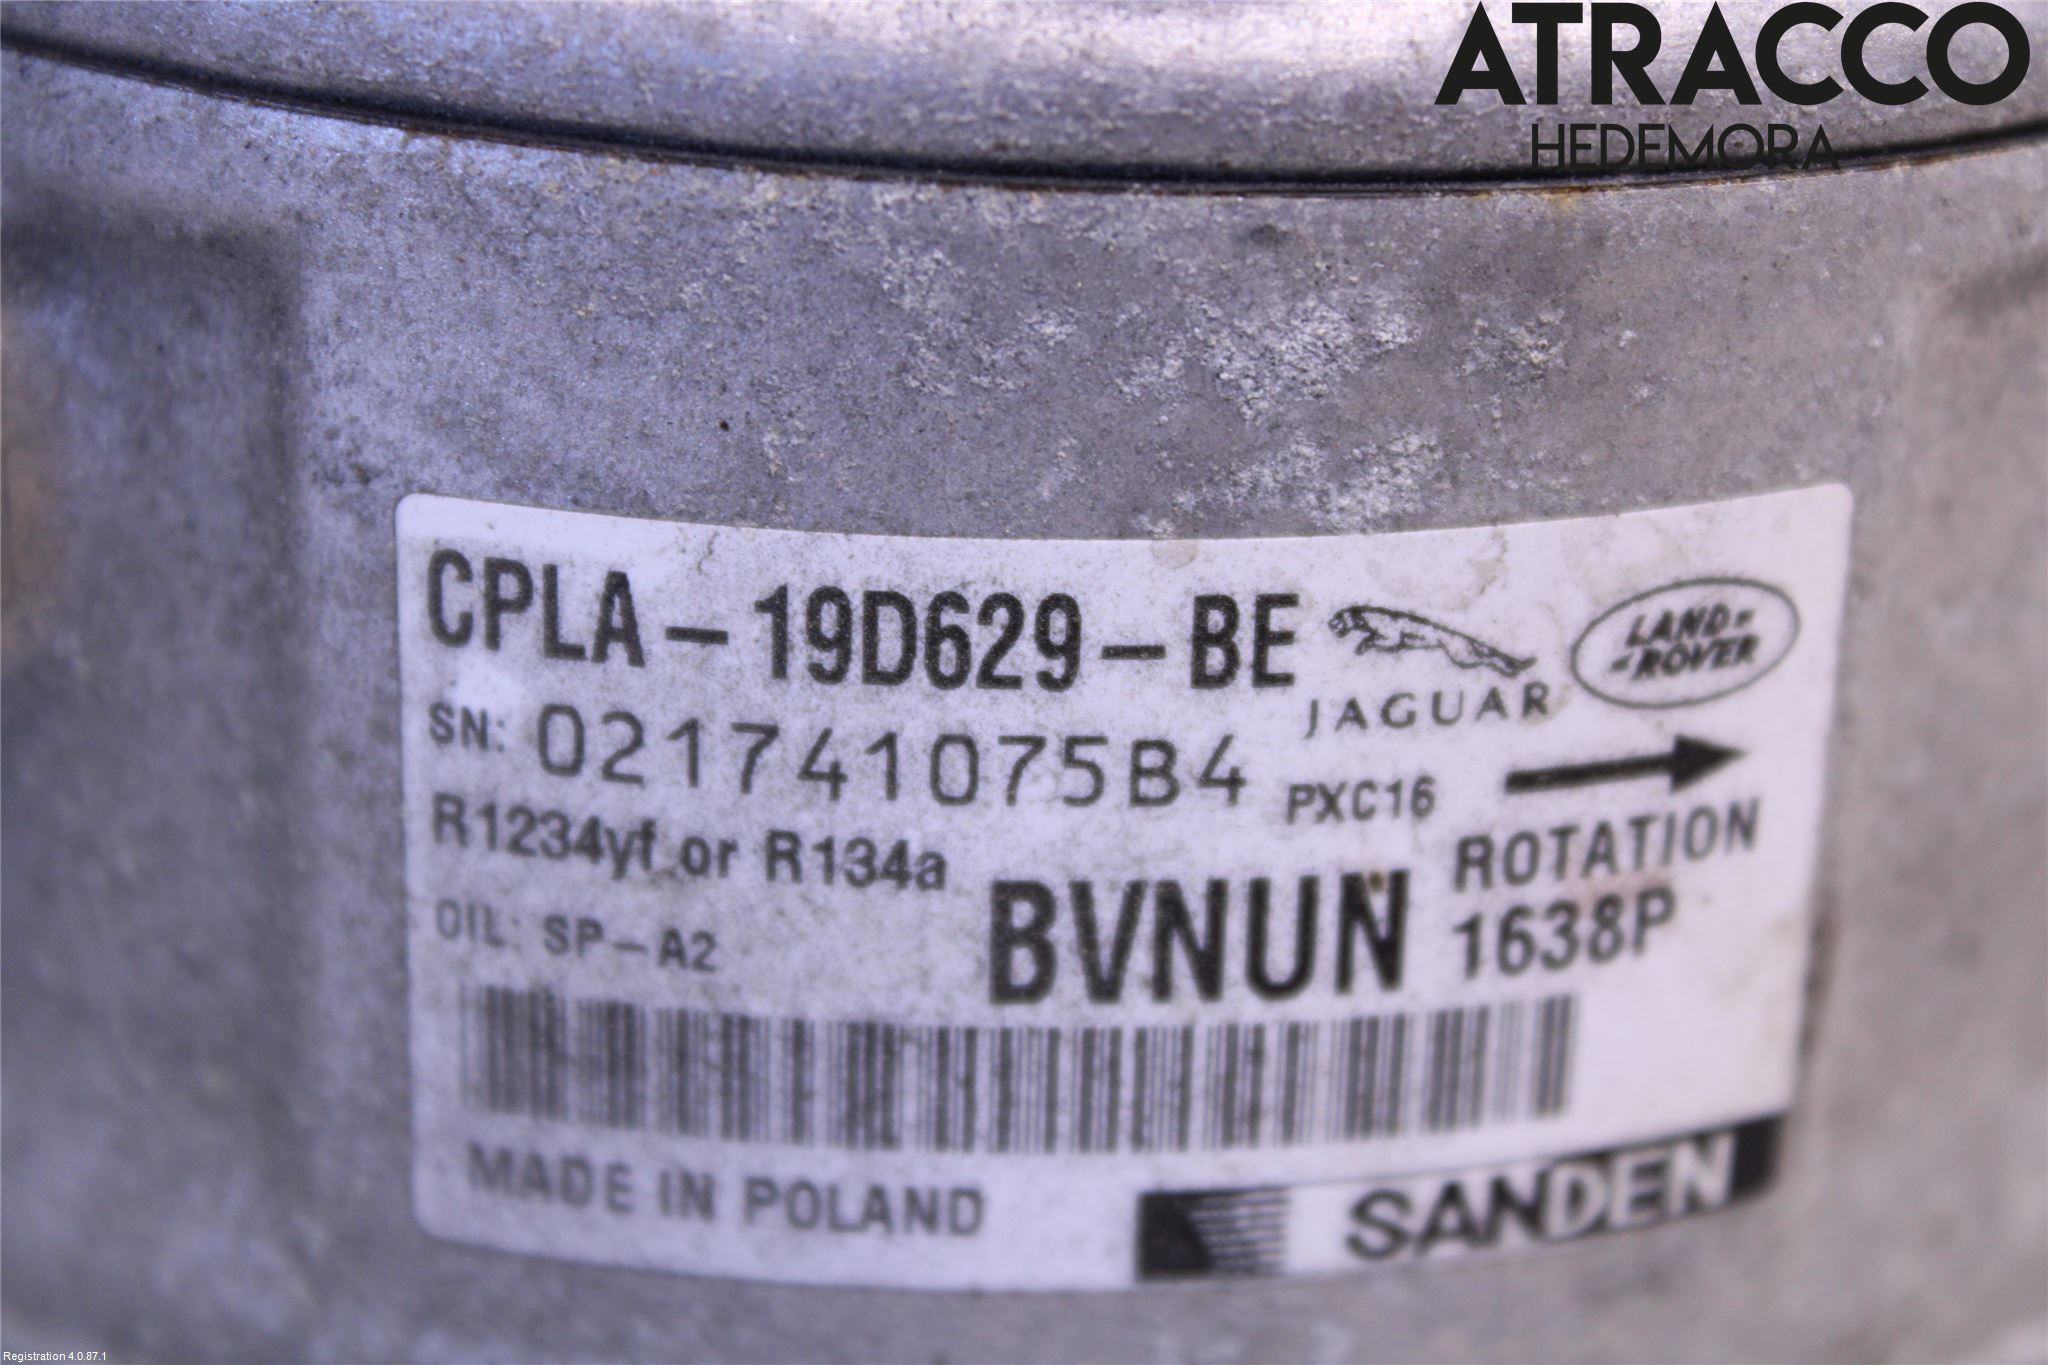 ATRACCO
HEDEMORA
CPLA-19D629-BE
JAGUAR
LAND-
-ROVER
SN: 021741075B4
PXC16
R1234yf or R134a
ROTATION
OIL: SP-A2
BVNUN
1638P
MADE IN POLAND
SANDEN
Registration 4.0.87.1